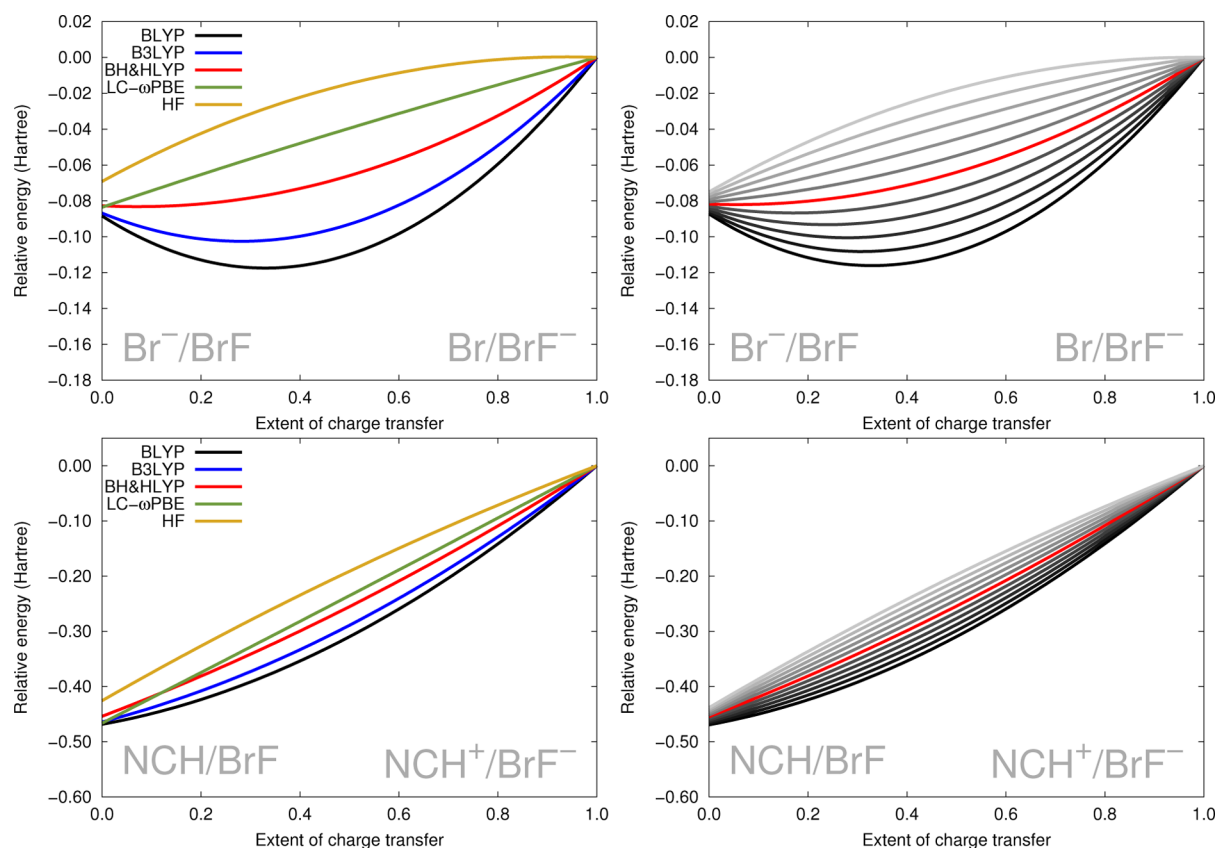 0.02
0.00
−0.02
−0.04
−0.06
−0.08
−0.10
−0.12
−0.14
−0.16
−0.18
Relative energy (Hartree)
BLYP
B3LYP
BH&HLYP
LC−ωPBE
HF
Br⁻/BrF
Br/BrF⁻
0.0 0.2 0.4 0.6 0.8 1.0
Extent of charge transfer
0.02
0.00
−0.02
−0.04
−0.06
−0.08
−0.10
−0.12
−0.14
−0.16
−0.18
Relative energy (Hartree)
Br⁻/BrF
Br/BrF⁻
0.0 0.2 0.4 0.6 0.8 1.0
Extent of charge transfer
0.00
−0.10
−0.20
−0.30
−0.40
−0.50
−0.60
Relative energy (Hartree)
BLYP
B3LYP
BH&HLYP
LC−ωPBE
HF
NCH/BrF
NCH⁺/BrF⁻
0.0 0.2 0.4 0.6 0.8 1.0
Extent of charge transfer
0.00
−0.10
−0.20
−0.30
−0.40
−0.50
−0.60
Relative energy (Hartree)
NCH/BrF
NCH⁺/BrF⁻
0.0 0.2 0.4 0.6 0.8 1.0
Extent of charge transfer